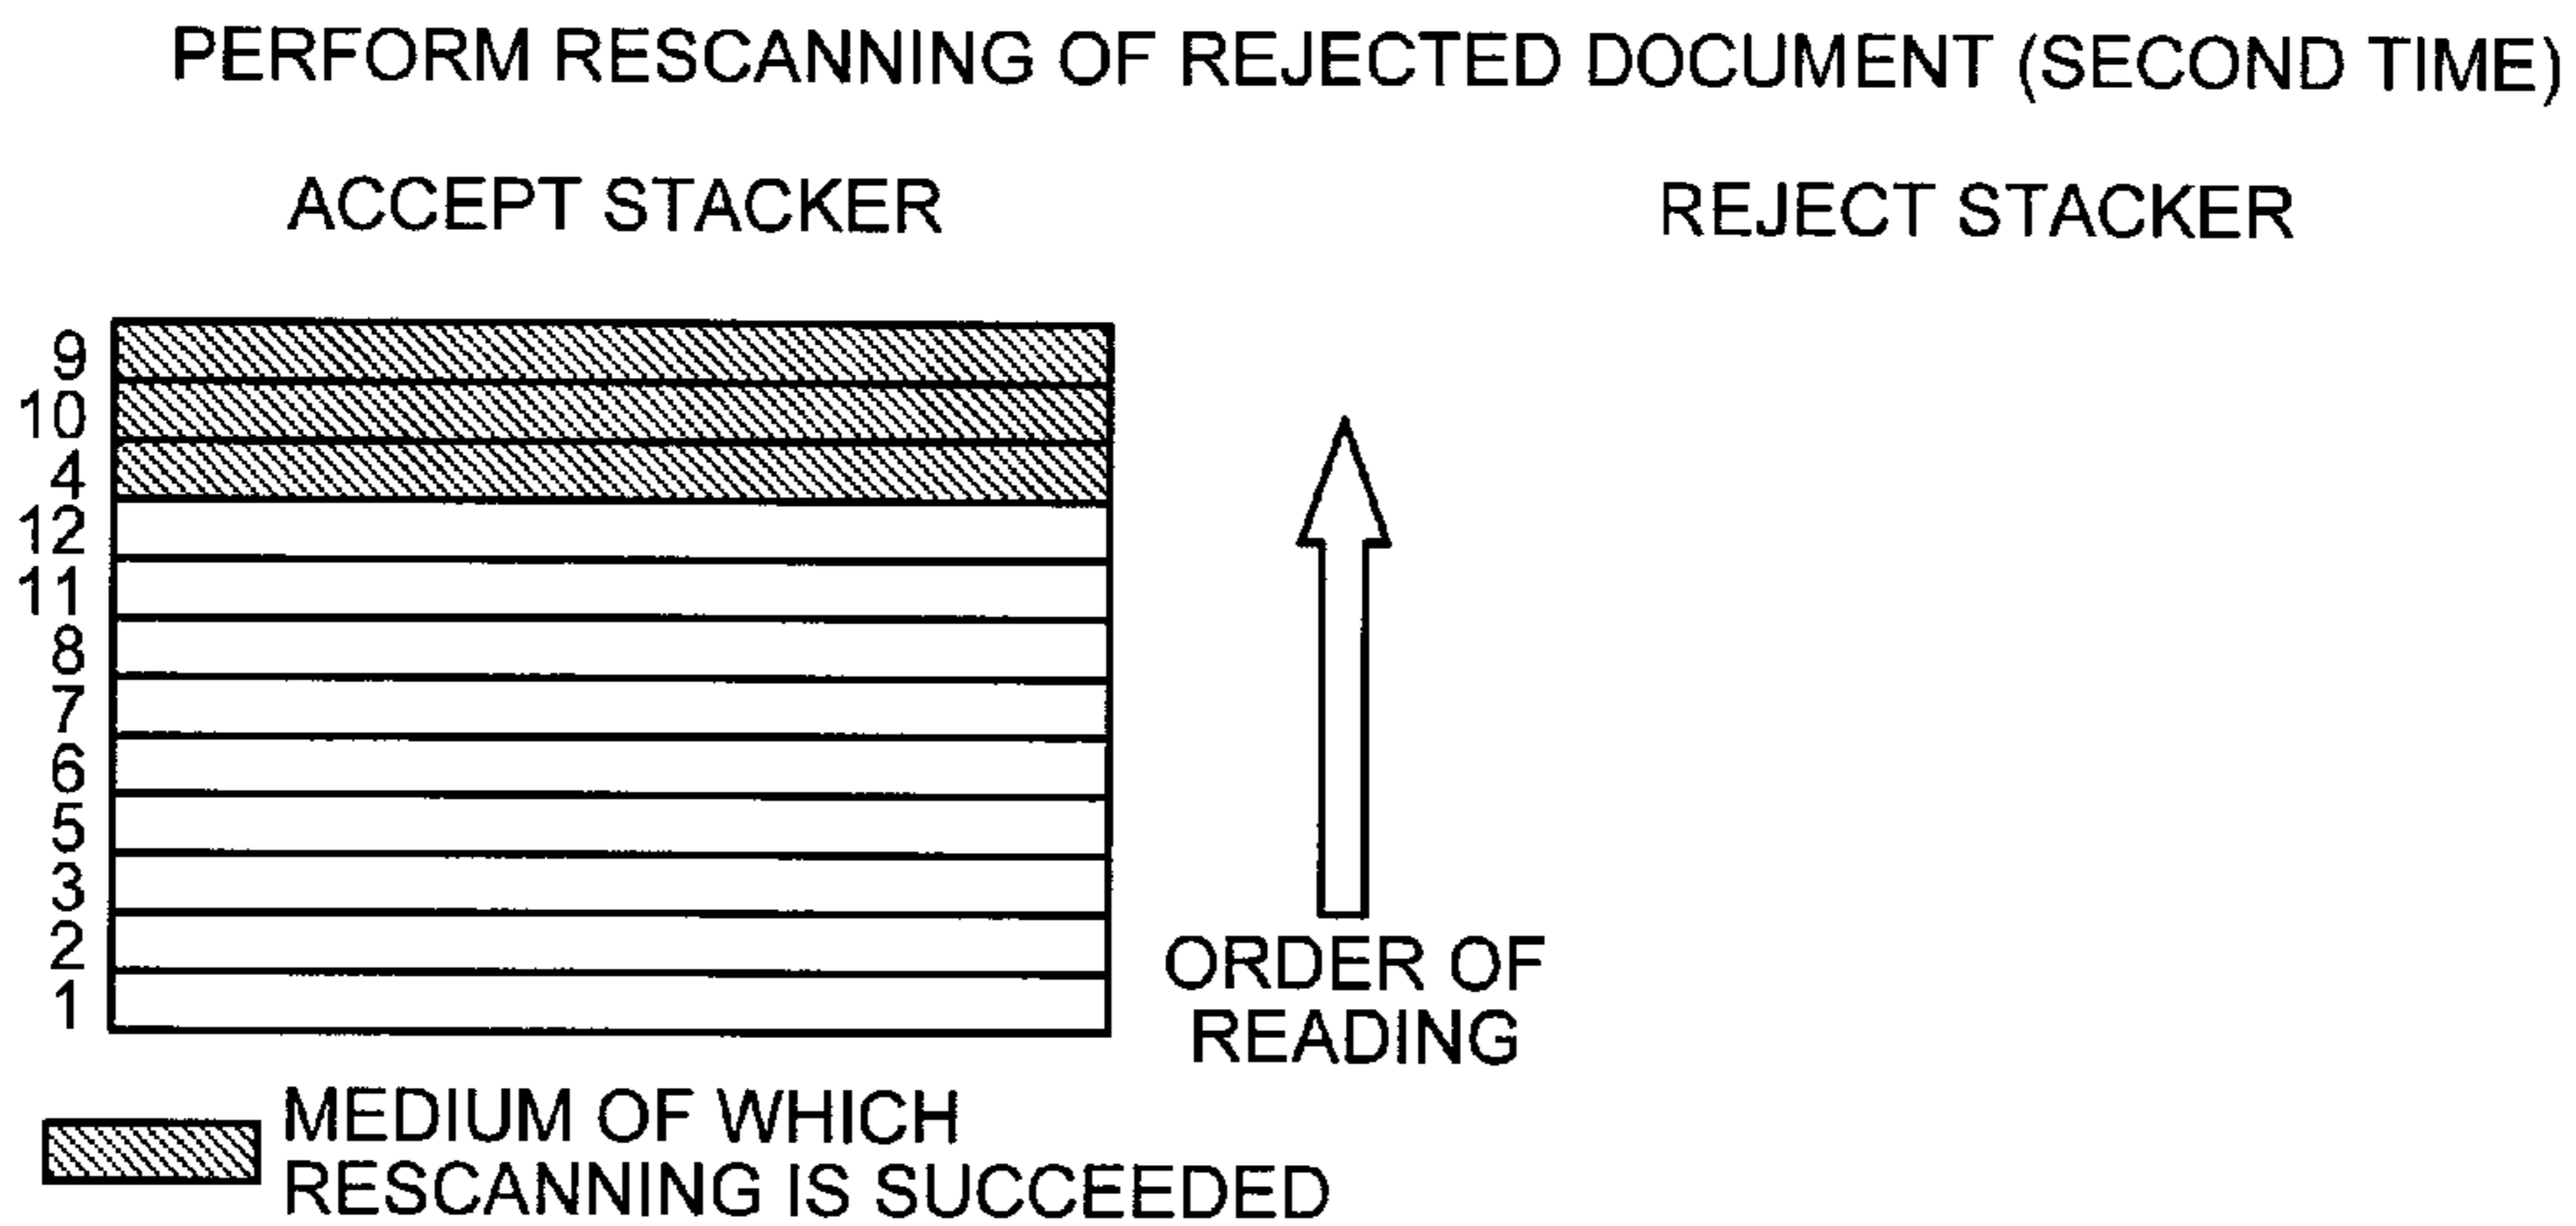 PERFORM RESCANNING OF REJECTED DOCUMENT (SECOND TIME)
ACCEPT STACKER
REJECT STACKER
9
10
4
12
11
8
7
6
5
3
2
1
ORDER OF
READING
MEDIUM OF WHICH
RESCANNING IS SUCCEEDED